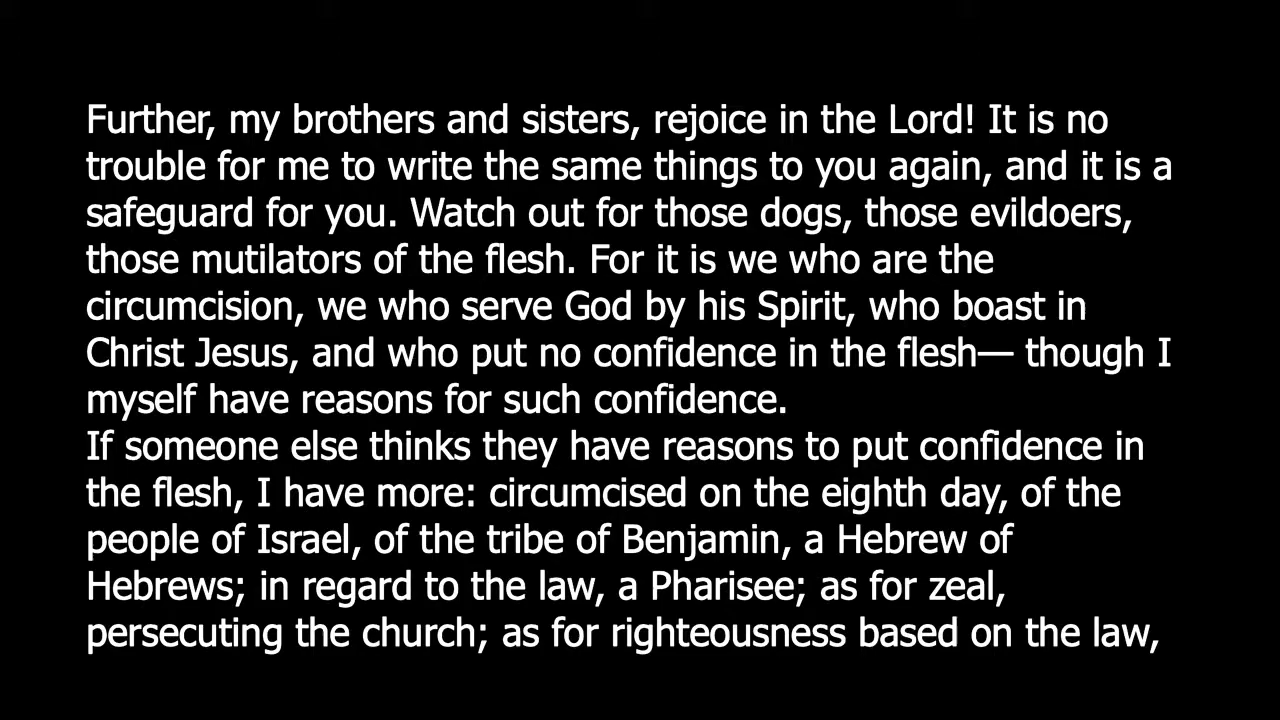 Further, my brothers and sisters, rejoice in the Lord! It is no
trouble for me to write the same things to you again, and it is a
safeguard for you. Watch out for those dogs, those evildoers,
those mutilators of the flesh. For it is we who are the
circumcision, we who serve God by his Spirit, who boast in
Christ Jesus, and who put no confidence in the flesh— though I
myself have reasons for such confidence.
If someone else thinks they have reasons to put confidence in
the flesh, I have more: circumcised on the eighth day, of the
people of Israel, of the tribe of Benjamin, a Hebrew of
Hebrews; in regard to the law, a Pharisee; as for zeal,
persecuting the church; as for righteousness based on the law,